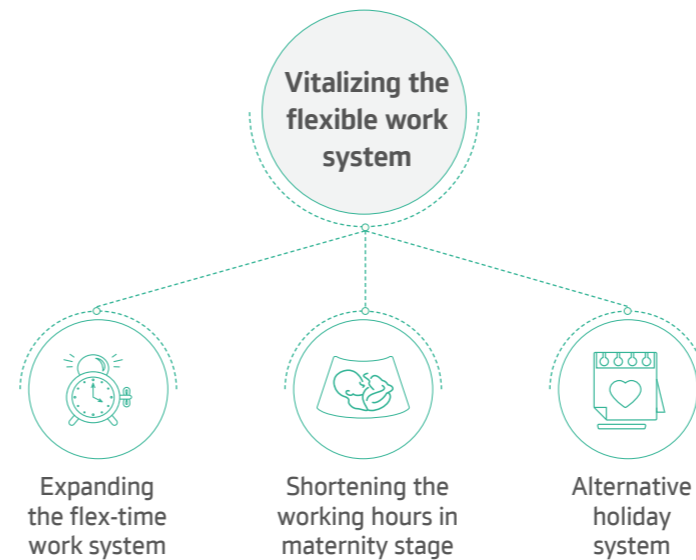 Vitalizing the
flexible work
system
Expanding
the flex-time
work system
Shortening the
working hours in
maternity stage
Alternative
holiday
system